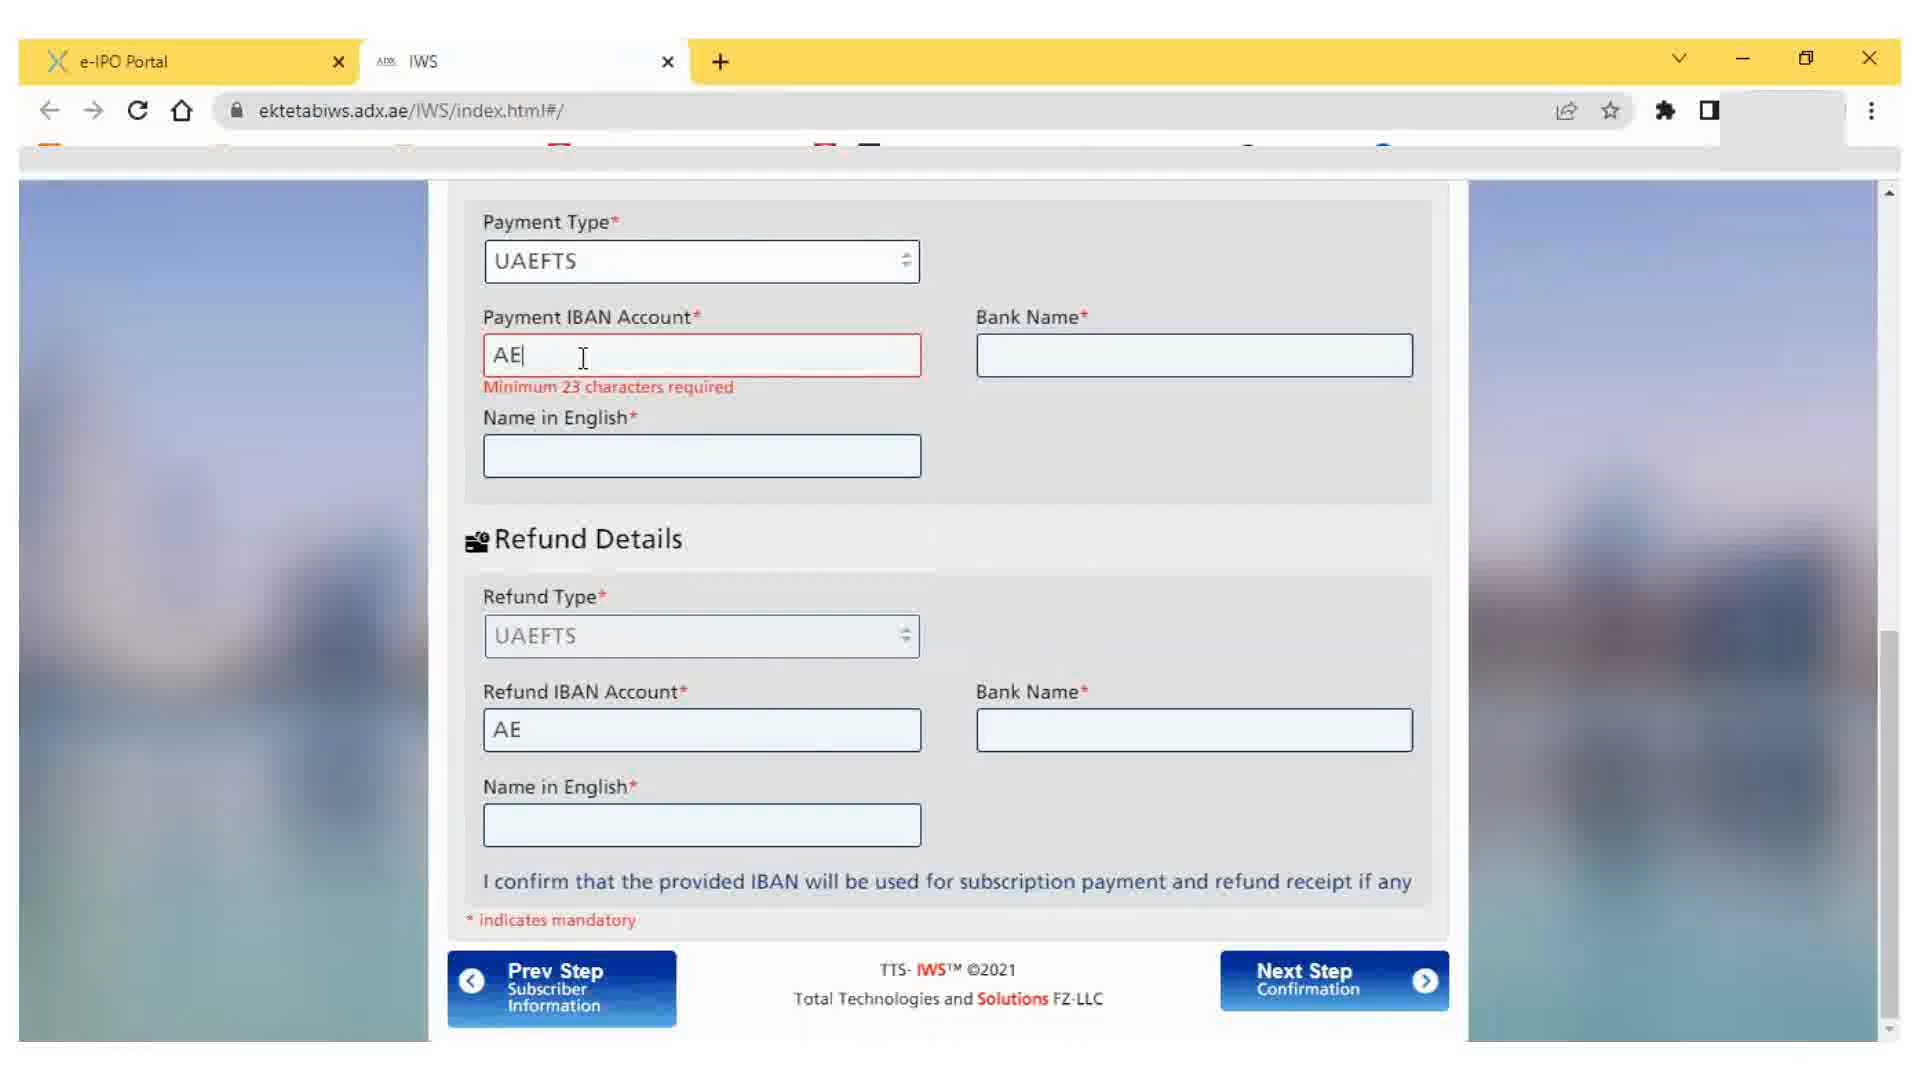 e-IPO Portal
ADX IWS
ektetabiws.adx.ae/IWS/index.html#/
Payment Type*
UAEFTS
Payment IBAN Account* Bank Name*
AE
Minimum 23 characters required
Name in English*
Refund Details
Refund Type*
UAEFTS
Refund IBAN Account* Bank Name*
AE
Name in English*
I confirm that the provided IBAN will be used for subscription payment and refund receipt if any
* indicates mandatory
Prev Step
Subscriber
Information
TTS- IWS™ ©2021
Total Technologies and Solutions FZ-LLC
Next Step
Confirmation